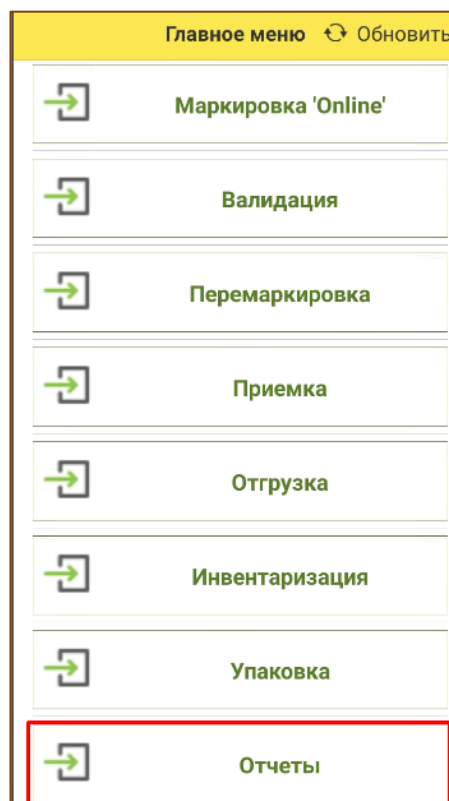 Главное меню Обновить
Маркировка 'Online'
Валидация
Перемаркировка
Приемка
Отгрузка
Инвентаризация
Упаковка
Отчеты